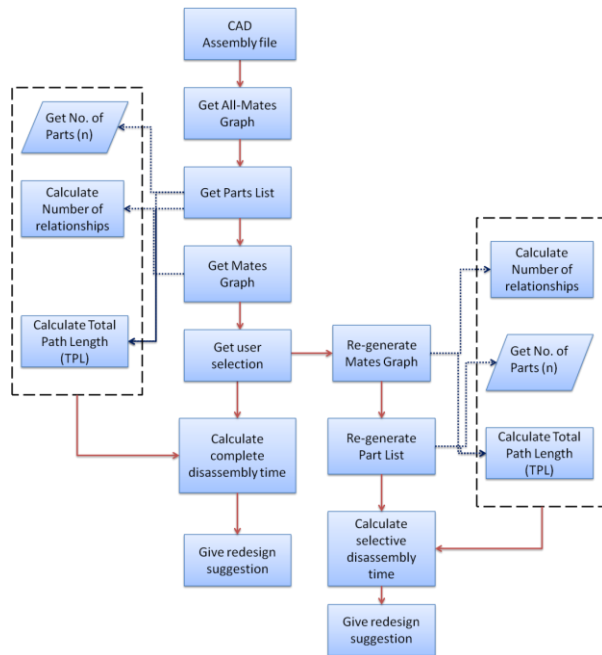 CAD
Assembly file
Get All-Mates
Graph
Get No. of
Parts (n)
Get Parts List
Calculate
Number of
relationships
Get Mates
Graph
Calculate Total
Path Length
(TPL)
Get user
selection
Calculate
complete
disassembly time
Give redesign
suggestion
Re-generate
Mates Graph
Re-generate
Part List
Calculate
selective
disassembly
time
Give redesign
suggestion
Calculate
Number of
relationships
Get No. of
Parts (n)
Calculate Total
Path Length
(TPL)